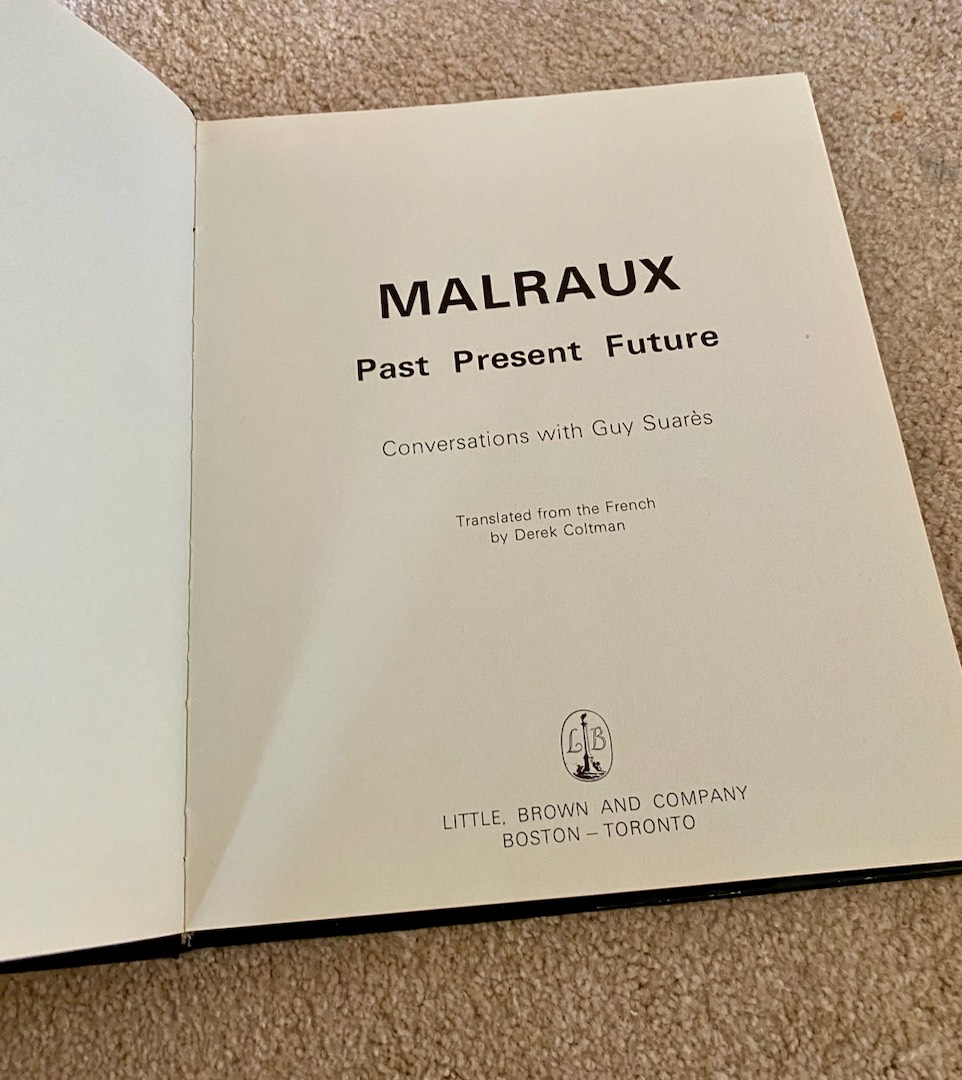 MALRAUX
Past Present Future
Conversations with Guy Suarès
Translated from the French
by Derek Coltman
L B
LITTLE, BROWN AND COMPANY
BOSTON – TORONTO